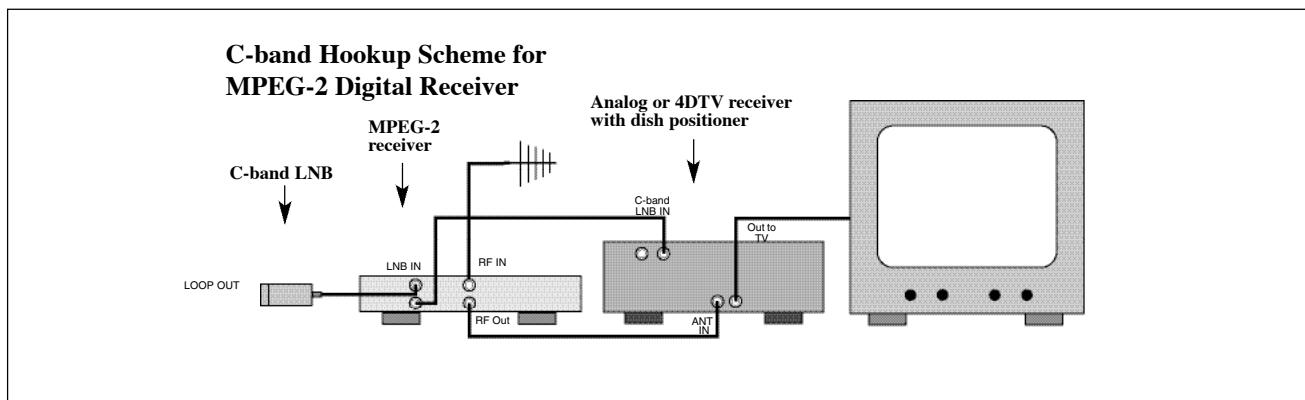 C-band Hookup Scheme for
MPEG-2 Digital Receiver
Analog or 4DTV receiver
with dish positioner
MPEG-2
receiver
C-band LNB
C-band
LNB IN
Out to
TV
LNB IN
RF IN
LOOP OUT
RF Out
ANT
IN